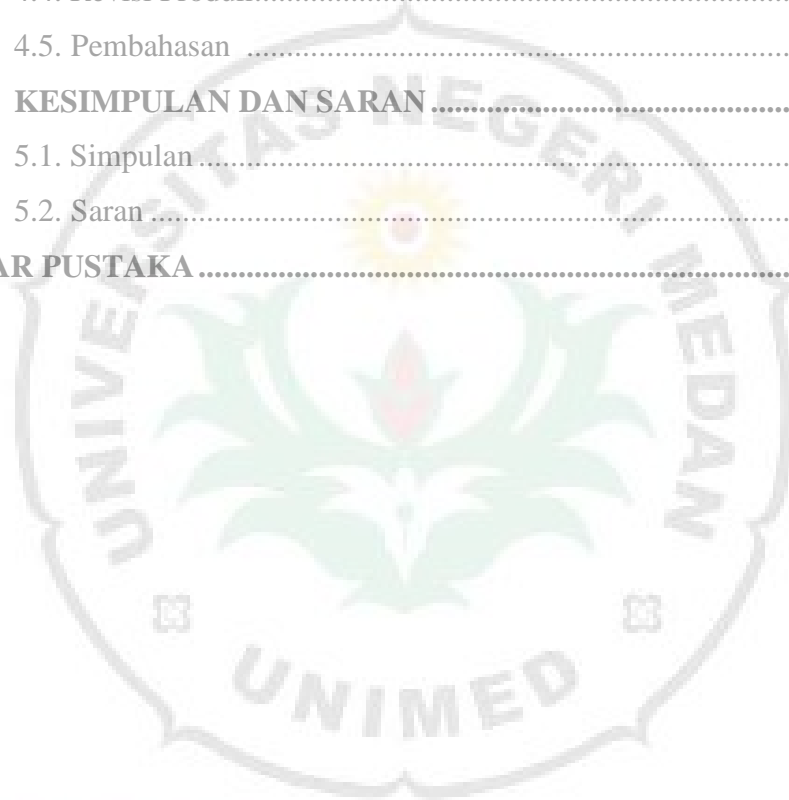 4.5. Pembahasan ..........................................................................
KESIMPULAN DAN SARAN ..................................................
5.1. Simpulan ..............................................................................
5.2. Saran ....................................................................................
AR PUSTAKA ..............................................................................
UNIVERSITAS NEGERI MEDAN
UNIMED